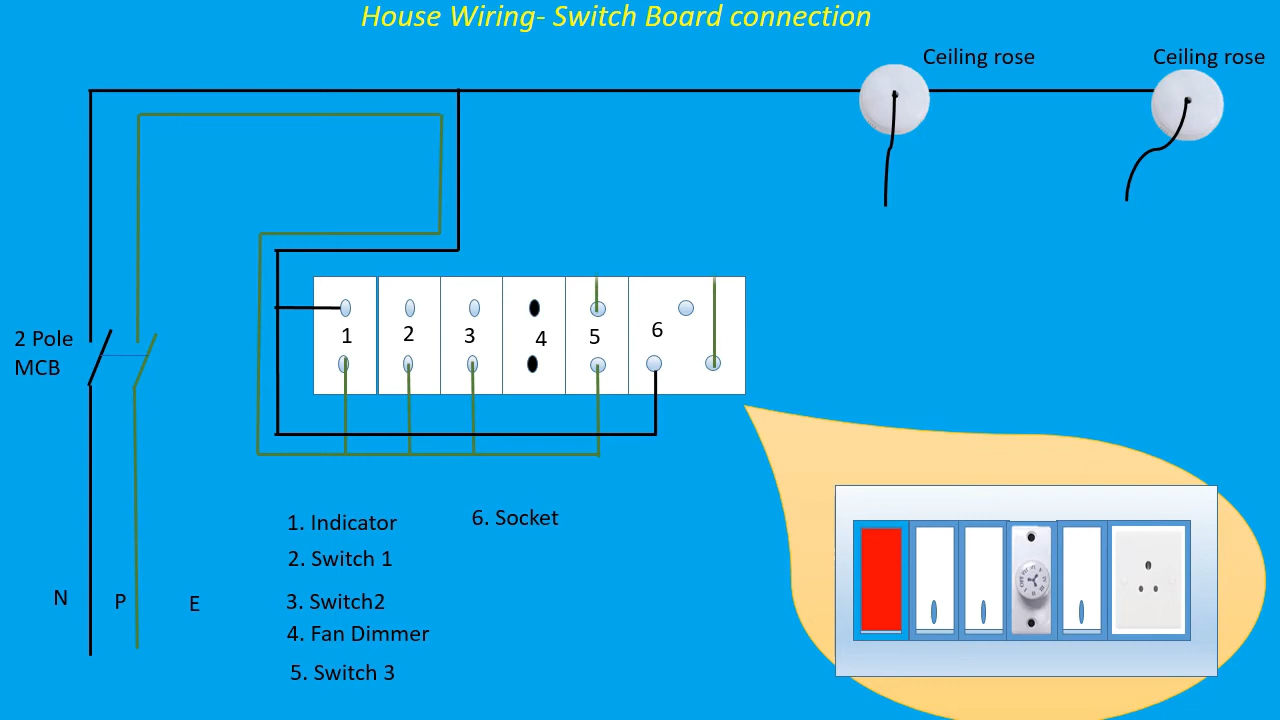 House Wiring- Switch Board connection
Ceiling rose
Ceiling rose
2 Pole
MCB
1
2
3
4
5
6
N
P
E
1. Indicator
2. Switch 1
3. Switch2
4. Fan Dimmer
5. Switch 3
6. Socket